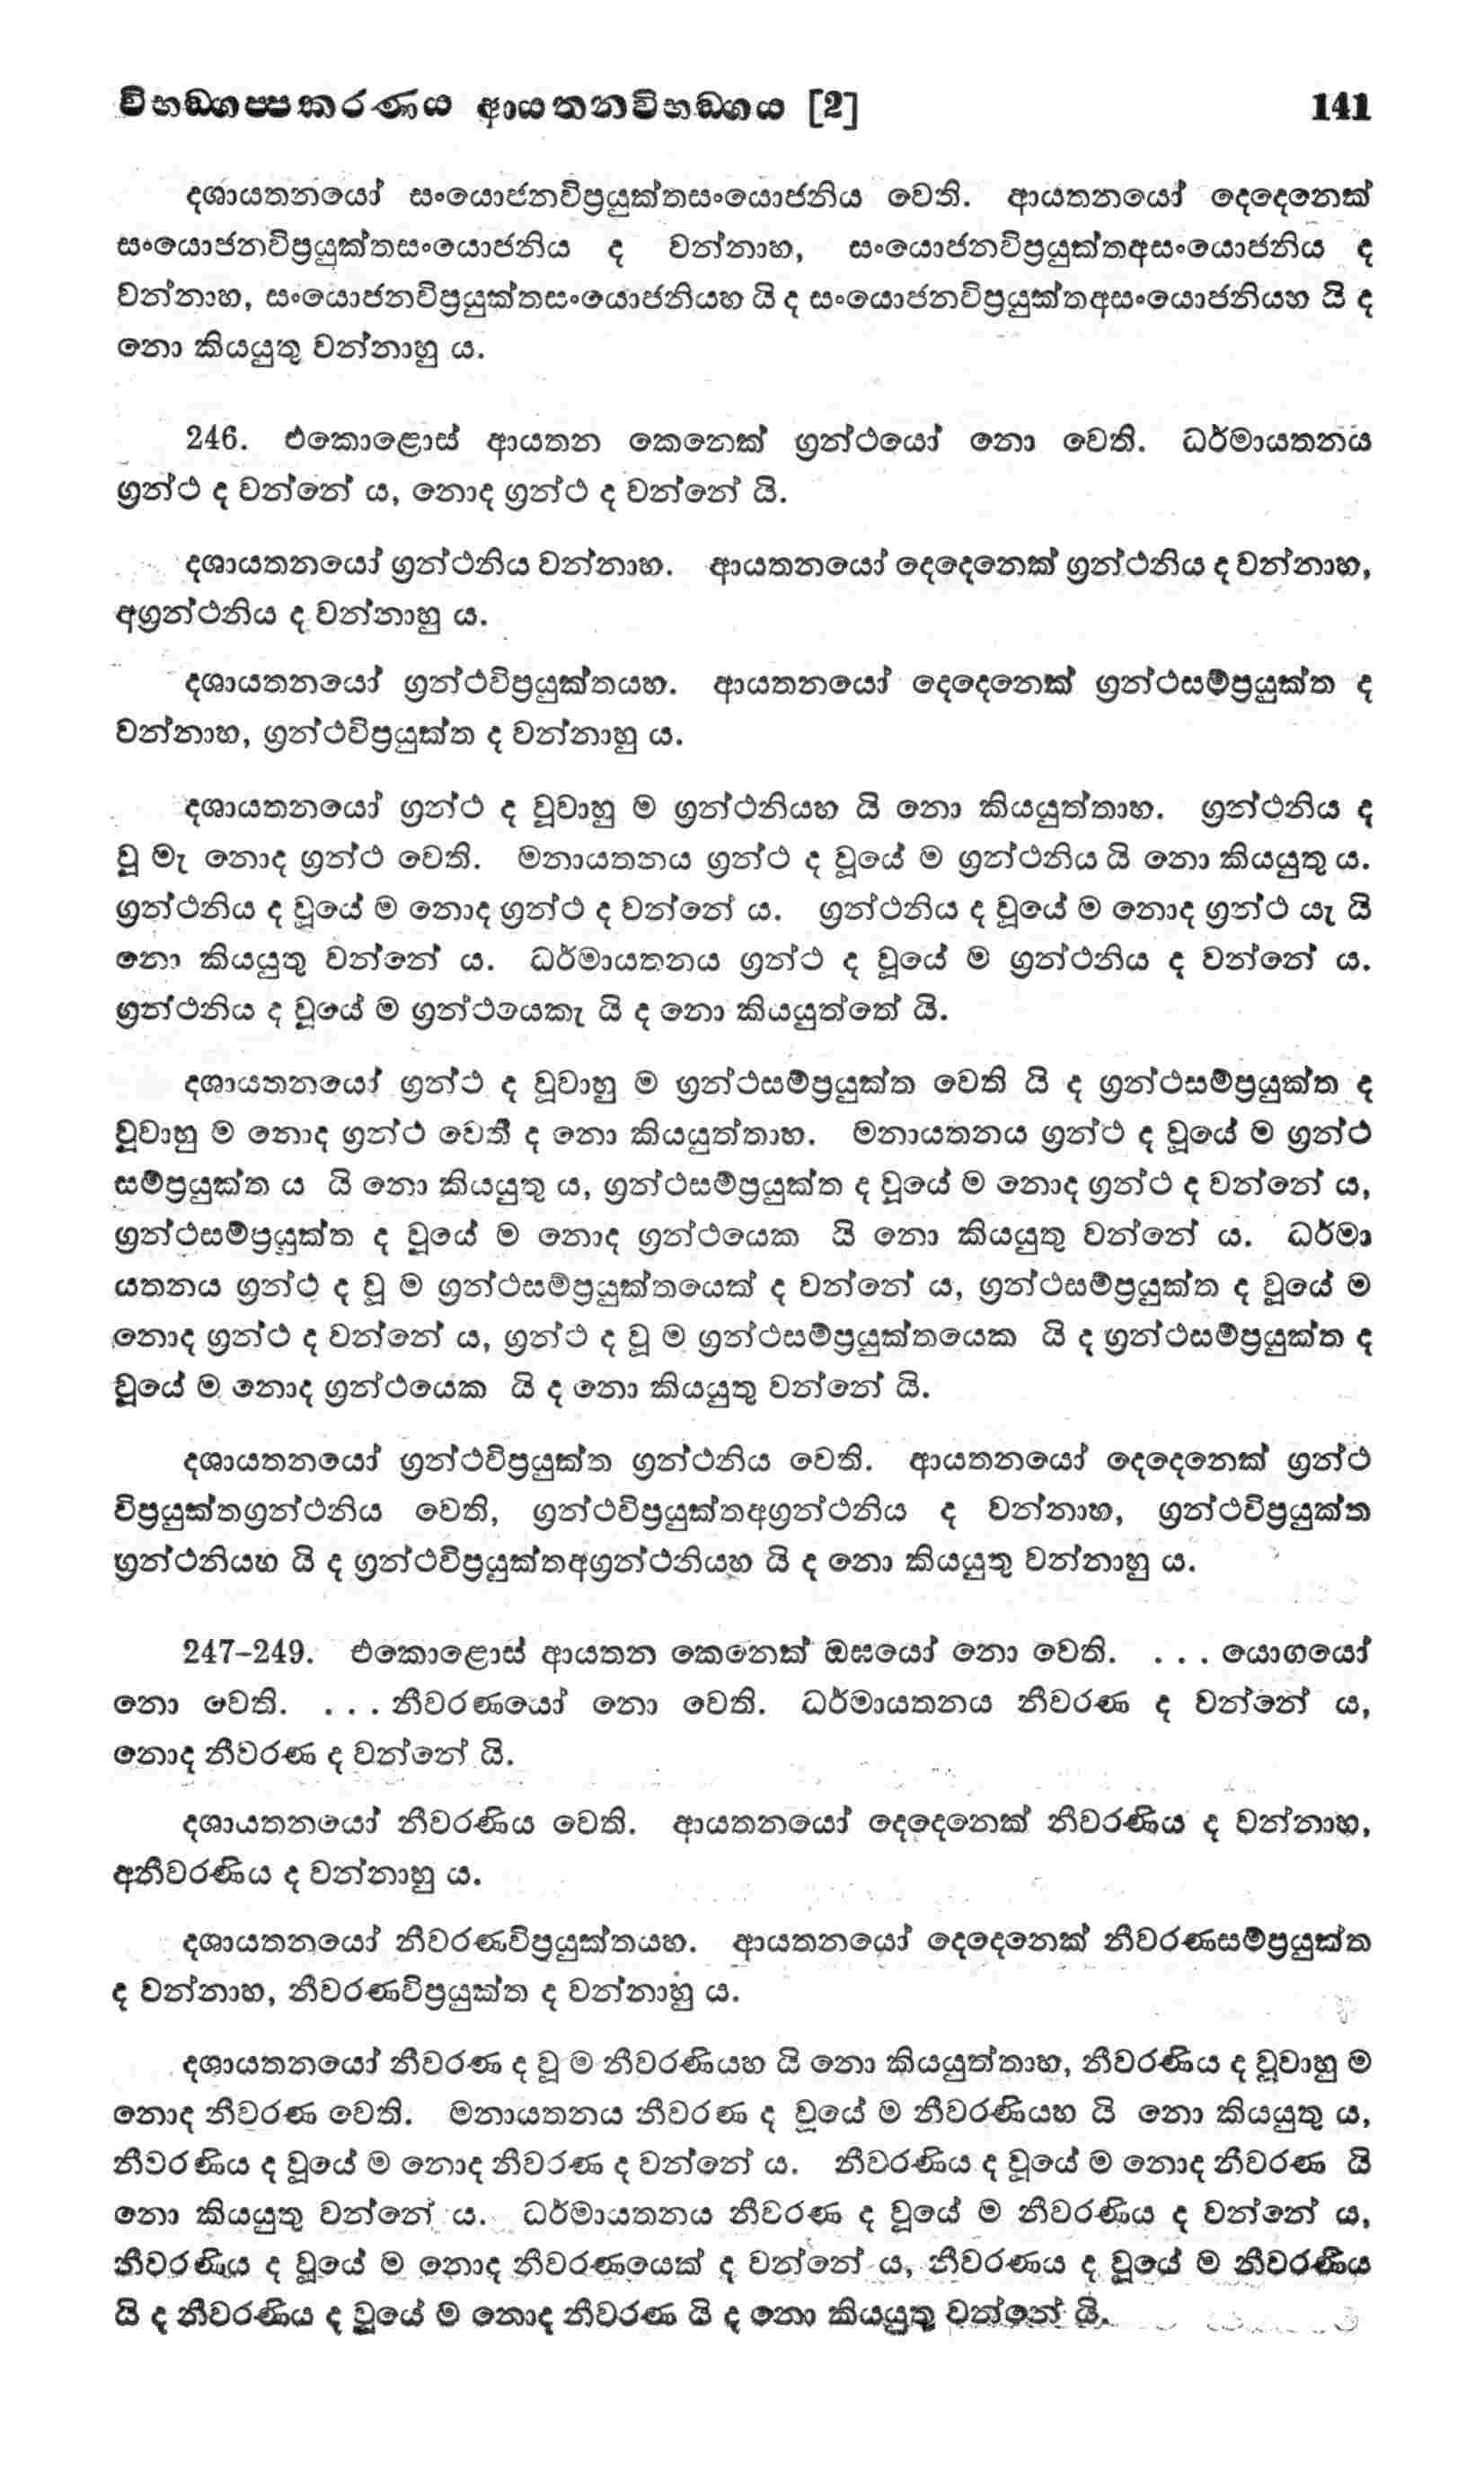 විභඞ්ගප්පකරණය ආයතනවිභඞ්ගය [2] 141
දශායතනයෝ සංයොජනවිප්‍රයුක්තසංයොජනිය වෙති. ආයතනයෝ දෙදෙනෙක්
සංයොජනවිප්‍රයුක්තසංයොජනිය ද වන්නාහ, සංයොජනවිප්‍රයුක්තඅසංයොජනිය ද
වන්නාහ, සංයොජනවිප්‍රයුක්තසංයොජනියහ යි ද සංයොජනවිප්‍රයුක්තඅසංයොජනියහ යි ද
නො කියයුතු වන්නාහු ය.
246. එකොළොස් ආයතන කෙනෙක් ග්‍රන්ථයෝ නො වෙති. ධර්මායතනය
ග්‍රන්ථ ද වන්නේ ය, නොද ග්‍රන්ථ ද වන්නේ යි.
දශායතනයෝ ග්‍රන්ථනිය වන්නාහ. ආයතනයෝ දෙදෙනෙක් ග්‍රන්ථනිය ද වන්නාහ,
අග්‍රන්ථනිය ද වන්නාහු ය.
දශායතනයෝ ග්‍රන්ථවිප්‍රයුක්තයහ. ආයතනයෝ දෙදෙනෙක් ග්‍රන්ථසම්ප්‍රයුක්ත ද
වන්නාහ, ග්‍රන්ථවිප්‍රයුක්ත ද වන්නාහු ය.
දශායතනයෝ ග්‍රන්ථ ද වූවාහු ම ග්‍රන්ථනියහ යි නො කියයුත්තාහ. ග්‍රන්ථනිය ද
වූ මැ නොද ග්‍රන්ථ වෙති. මනායතනය ග්‍රන්ථ ද වූයේ ම ග්‍රන්ථනිය යි නො කියයුතු ය.
ග්‍රන්ථනිය ද වූයේ ම නොද ග්‍රන්ථ ද වන්නේ ය. ග්‍රන්ථනිය ද වූයේ ම නොද ග්‍රන්ථ යැ යි
නො කියයුතු වන්නේ ය. ධර්මායතනය ග්‍රන්ථ ද වූයේ ම ග්‍රන්ථනිය ද වන්නේ ය.
ග්‍රන්ථනිය ද වූයේ ම ග්‍රන්ථයෙකැ යි ද නො කියයුත්තේ යි.
දශායතනයෝ ග්‍රන්ථ ද වූවාහු ම ග්‍රන්ථසම්ප්‍රයුක්ත වෙති යි ද ග්‍රන්ථසම්ප්‍රයුක්ත ද
වූවාහු ම නොද ග්‍රන්ථ වෙතී ද නො කියයුත්තාහ. මනායතනය ග්‍රන්ථ ද වූයේ ම ග්‍රන්ථ
සම්ප්‍රයුක්ත ය යි නො කියයුතු ය, ග්‍රන්ථසම්ප්‍රයුක්ත ද වූයේ ම නොද ග්‍රන්ථ ද වන්නේ ය,
ග්‍රන්ථසම්ප්‍රයුක්ත ද වූයේ ම නොද ග්‍රන්ථයෙක යි නො කියයුතු වන්නේ ය. ධර්මා
යතනය ග්‍රන්ථ ද වූ ම ග්‍රන්ථසම්ප්‍රයුක්තයෙක් ද වන්නේ ය, ග්‍රන්ථසම්ප්‍රයුක්ත ද වූයේ ම
නොද ග්‍රන්ථ ද වන්නේ ය, ග්‍රන්ථ ද වූ ම ග්‍රන්ථසම්ප්‍රයුක්තයෙක යි ද ග්‍රන්ථසම්ප්‍රයුක්ත ද
වූයේ ම නොද ග්‍රන්ථයෙක යි ද නො කියයුතු වන්නේ යි.
දශායතනයෝ ග්‍රන්ථවිප්‍රයුක්ත ග්‍රන්ථනිය වෙති. ආයතනයෝ දෙදෙනෙක් ග්‍රන්ථ
විප්‍රයුක්තග්‍රන්ථනිය වෙති, ග්‍රන්ථවිප්‍රයුක්තඅග්‍රන්ථනිය ද වන්නාහ, ග්‍රන්ථවිප්‍රයුක්ත
ග්‍රන්ථනියහ යි ද ග්‍රන්ථවිප්‍රයුක්තඅග්‍රන්ථනියහ යි ද නො කියයුතු වන්නාහු ය.
247-249. එකොළොස් ආයතන කෙනෙක් ඔඝයෝ නො වෙති. . . . යොගයෝ
නො වෙති. . . . නීවරණයෝ නො වෙති. ධර්මායතනය නීවරණ ද වන්නේ ය,
නොද නීවරණ ද වන්නේ යි.
දශායතනයෝ නීවරණිය වෙති. ආයතනයෝ දෙදෙනෙක් නීවරණිය ද වන්නාහ,
අනීවරණිය ද වන්නාහු ය.
දශායතනයෝ නීවරණවිප්‍රයුක්තයහ. ආයතනයෝ දෙදෙනෙක් නීවරණසම්ප්‍රයුක්ත
ද වන්නාහ, නීවරණවිප්‍රයුක්ත ද වන්නාහු ය.
දශායතනයෝ නීවරණ ද වූ ම නීවරණියහ යි නො කියයුත්තාහ, නීවරණිය ද වූවාහු ම
නොද නීවරණ වෙති. මනායතනය නීවරණ ද වූයේ ම නීවරණියහ යි නො කියයුතු ය,
නීවරණිය ද වූයේ ම නොද නීවරණ ද වන්නේ ය. නීවරණිය ද වූයේ ම නොද නීවරණ යි
නො කියයුතු වන්නේ ය. ධර්මායතනය නීවරණ ද වූයේ ම නීවරණිය ද වන්නේ ය,
නීවරණිය ද වූයේ ම නොද නීවරණයෙක් ද වන්නේ ය, නීවරණය ද වූයේ ම නීවරණිය
යි ද නීවරණිය ද වූයේ ම නොද නීවරණ යි ද නො කියයුතු වන්නේ යි.